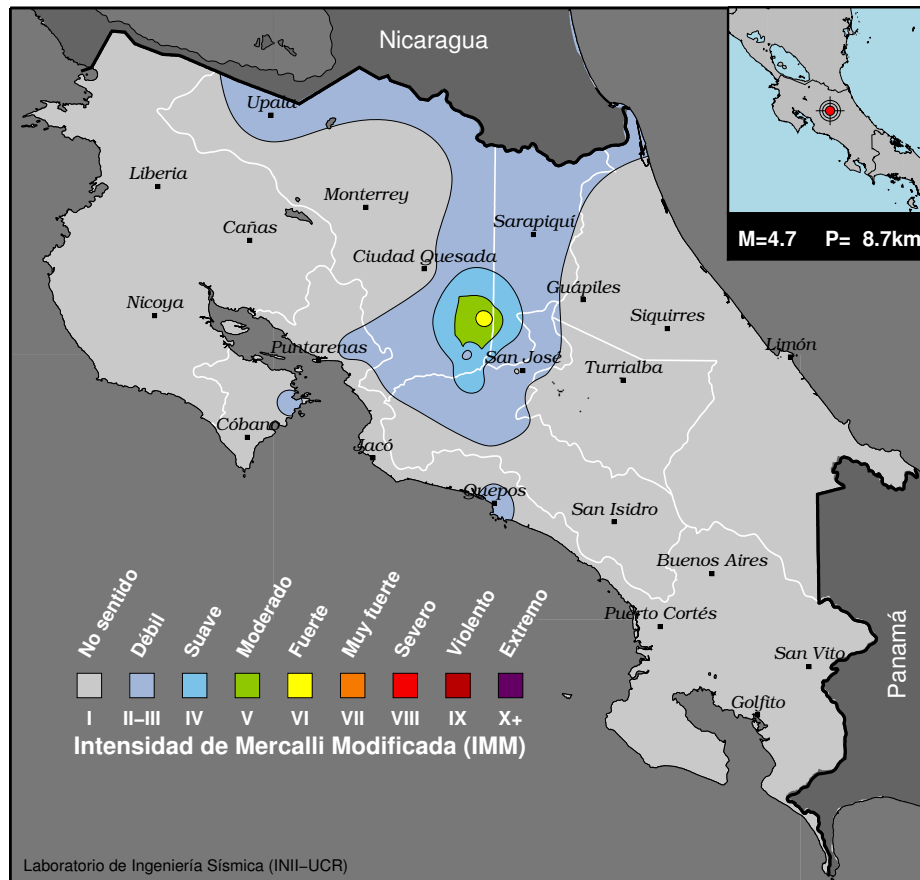 Nicaragua
Upala
Liberia
Monterrey
Cañas
Sarapiquí
Ciudad Quesada
M=4.7 P= 8.7km
Nicoya
Guápiles
Siquirres
Puntarenas
San José
Limón
Turrialba
Cóbano
Jacó
Quepos
San Isidro
Buenos Aires
Puerto Cortés
San Vito
Golfito
Panamá
No sentido
Débil
Suave
Moderado
Fuerte
Muy fuerte
Severo
Violento
Extremo
I II–III IV V VI VII VIII IX X+
Intensidad de Mercalli Modificada (IMM)
Laboratorio de Ingeniería Sísmica (INII–UCR)